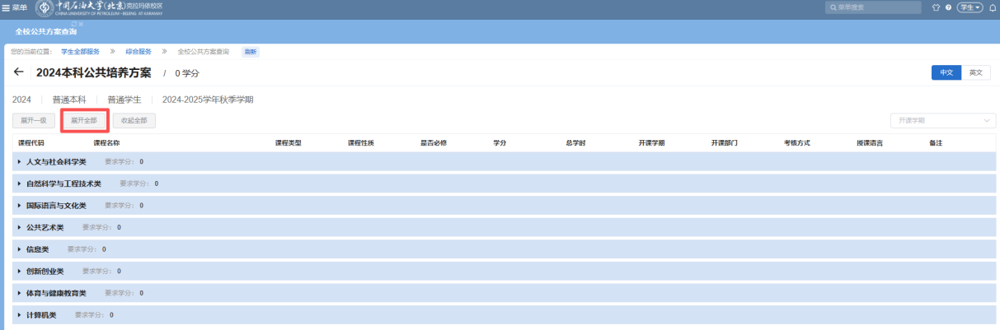 菜单 中国石油大学(北京)克拉玛依校区 菜单搜索 学生
CHINA UNIVERSITY OF PETROLEUM - BEIJING AT KARAMAY
全校公共方案查询
您的当前位置: 学生全部服务 » 综合服务 » 全校公共方案查询 刷新
← 2024本科公共培养方案 / 0 学分 中文 英文
2024 | 普通本科 | 普通学生 | 2024-2025学年秋季学期
展开一级 展开全部 收起全部 开课学期
课程代码 课程名称 课程类型 课程性质 是否必修 学分 总学时 开课学期 开课部门 考核方式 授课语言 备注
人文与社会科学类 要求学分: 0
自然科学与工程技术类 要求学分: 0
国际语言与文化类 要求学分: 0
公共艺术类 要求学分: 0
信息类 要求学分: 0
创新创业类 要求学分: 0
体育与健康教育类 要求学分: 0
计算机类 要求学分: 0